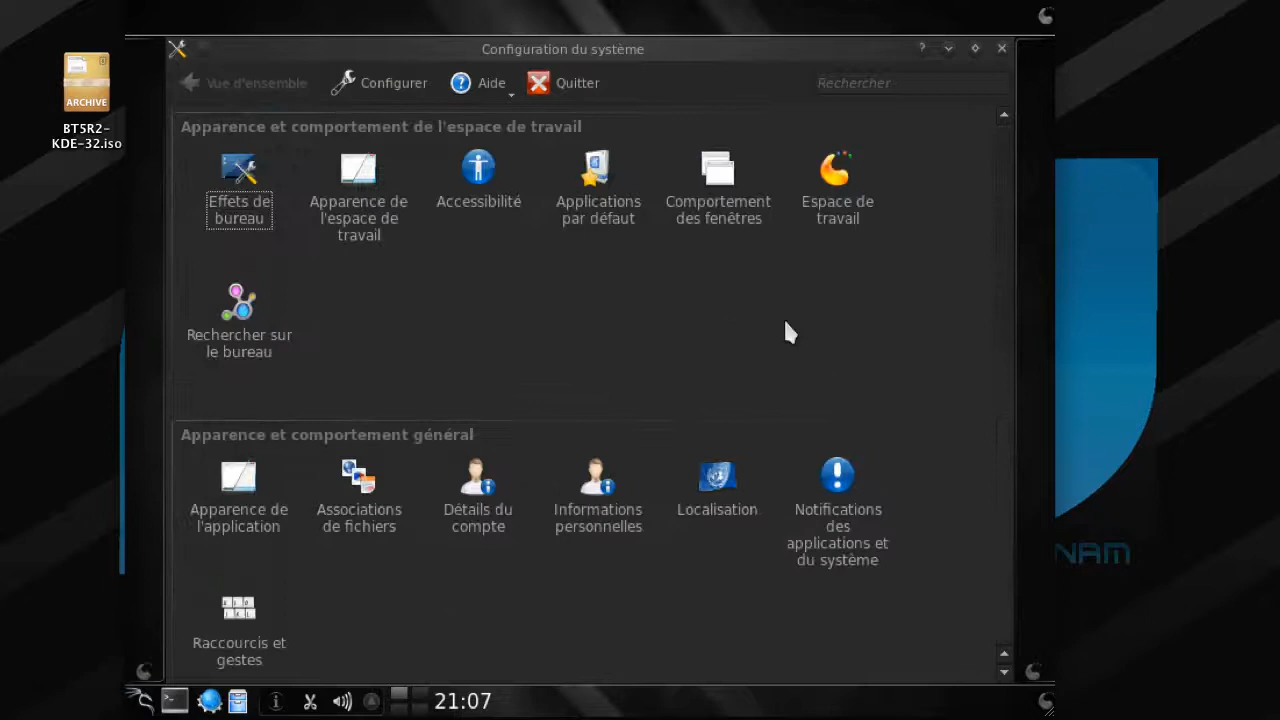 Configuration du système
Vue d'ensemble
Configurer
Aide
Quitter
Rechercher
ARCHIVE
BT5R2-
KDE-32.iso
Apparence et comportement de l'espace de travail
Effets de
bureau
Apparence de
l'espace de
travail
Accessibilité
Applications
par défaut
Comportement
des fenêtres
Espace de
travail
Rechercher sur
le bureau
Apparence et comportement général
Apparence de
l'application
Associations
de fichiers
Détails du
compte
Informations
personnelles
Localisation
Notifications
des
applications et
du système
Raccourcis et
gestes
NAM
21:07